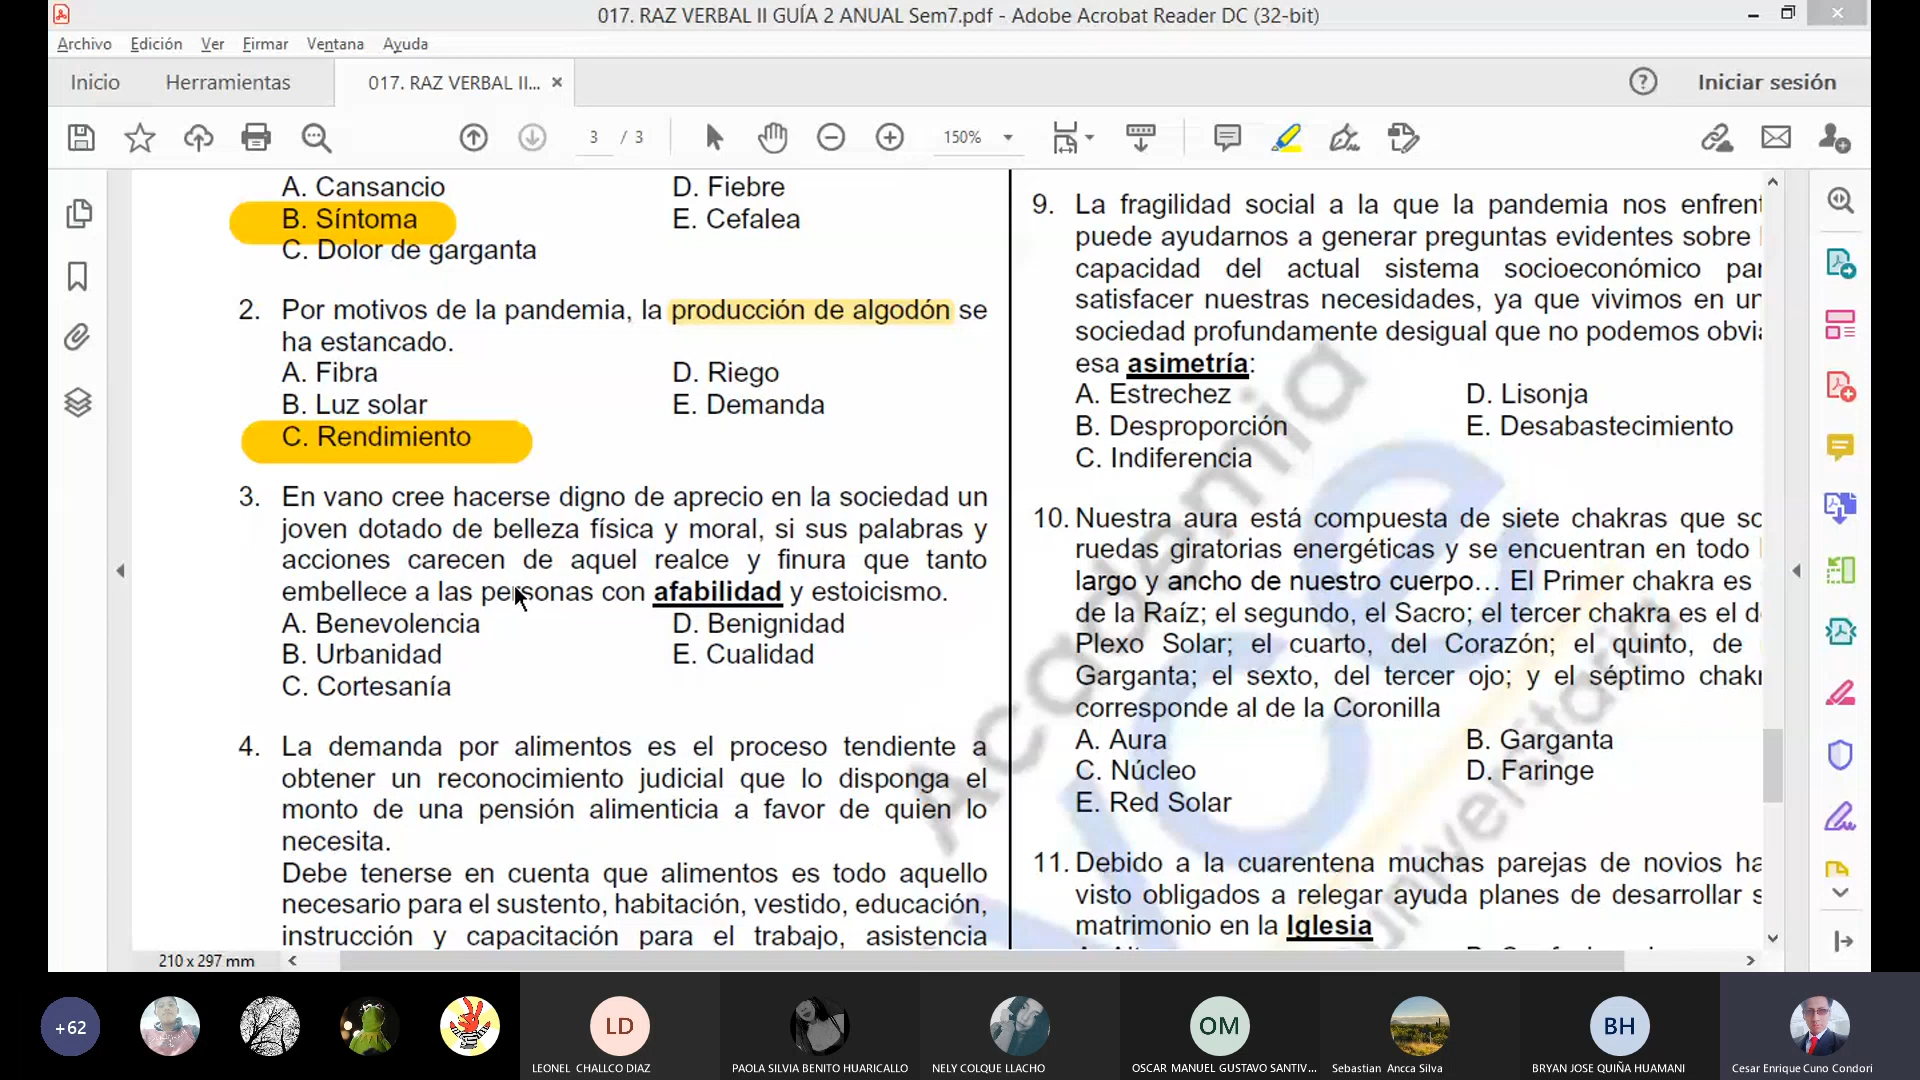 017. RAZ VERBAL II GUÍA 2 ANUAL Sem7.pdf - Adobe Acrobat Reader DC (32-bit)
Archivo Edición Ver Firmar Ventana Ayuda
Inicio Herramientas 017. RAZ VERBAL II... × Iniciar sesión
3 / 3 150%
A. Cansancio D. Fiebre
B. Síntoma E. Cefalea
C. Dolor de garganta
2. Por motivos de la pandemia, la producción de algodón se
ha estancado.
A. Fibra D. Riego
B. Luz solar E. Demanda
C. Rendimiento
3. En vano cree hacerse digno de aprecio en la sociedad un
joven dotado de belleza física y moral, si sus palabras y
acciones carecen de aquel realce y finura que tanto
embellece a las personas con afabilidad y estoicismo.
A. Benevolencia D. Benignidad
B. Urbanidad E. Cualidad
C. Cortesanía
4. La demanda por alimentos es el proceso tendiente a
obtener un reconocimiento judicial que lo disponga el
monto de una pensión alimenticia a favor de quien lo
necesita.
Debe tenerse en cuenta que alimentos es todo aquello
necesario para el sustento, habitación, vestido, educación,
instrucción y capacitación para el trabajo, asistencia
9. La fragilidad social a la que la pandemia nos enfrent
puede ayudarnos a generar preguntas evidentes sobre
capacidad del actual sistema socioeconómico par
satisfacer nuestras necesidades, ya que vivimos en un
sociedad profundamente desigual que no podemos obvia
esa asimetría:
A. Estrechez D. Lisonja
B. Desproporción E. Desabastecimiento
C. Indiferencia
10. Nuestra aura está compuesta de siete chakras que so
ruedas giratorias energéticas y se encuentran en todo
largo y ancho de nuestro cuerpo... El Primer chakra es
de la Raíz; el segundo, el Sacro; el tercer chakra es el d
Plexo Solar; el cuarto, del Corazón; el quinto, de
Garganta; el sexto, del tercer ojo; y el séptimo chakr
corresponde al de la Coronilla
A. Aura B. Garganta
C. Núcleo D. Faringe
E. Red Solar
11. Debido a la cuarentena muchas parejas de novios ha
visto obligados a relegar ayuda planes de desarrollar s
matrimonio en la Iglesia
Academia
universitaria
210 x 297 mm
+62 LD OM BH
LEONEL CHALLCO DIAZ PAOLA SILVIA BENITO HUARICALLO NELY COLQUE LLACHO OSCAR MANUEL GUSTAVO SANTIV... Sebastian Ancca Silva BRYAN JOSE QUIÑA HUAMANI Cesar Enrique Cuno Condori